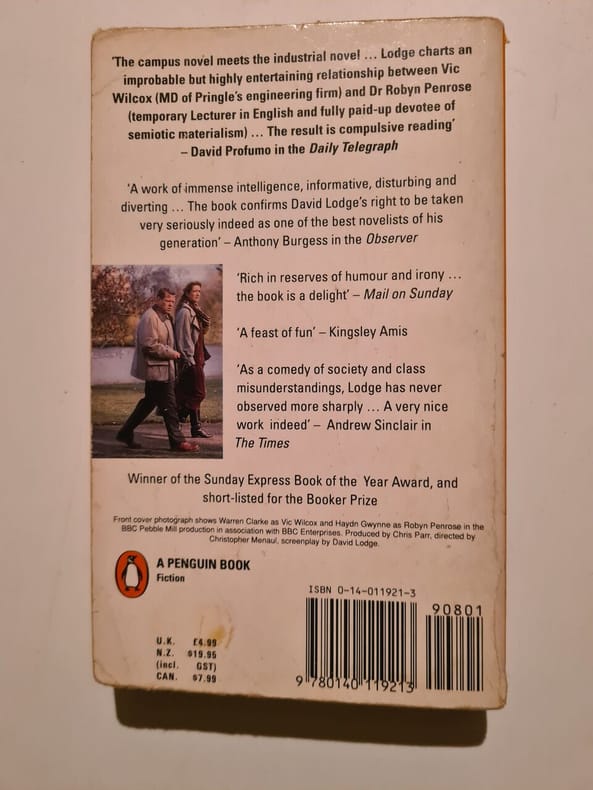 'The campus novel meets the industrial novel ... Lodge charts an
improbable but highly entertaining relationship between Vic
Wilcox (MD of Pringle's engineering firm) and Dr Robyn Penrose
(temporary Lecturer in English and fully paid-up devotee of
semiotic materialism) ... The result is compulsive reading'
– David Profumo in the Daily Telegraph
'A work of immense intelligence, informative, disturbing and
diverting ... The book confirms David Lodge's right to be taken
very seriously indeed as one of the best novelists of his
generation' – Anthony Burgess in the Observer
'Rich in reserves of humour and irony ...
the book is a delight' – Mail on Sunday
'A feast of fun' – Kingsley Amis
'As a comedy of society and class
misunderstandings, Lodge has never
observed more sharply ... A very nice
work indeed' – Andrew Sinclair in
The Times
Winner of the Sunday Express Book of the Year Award, and
short-listed for the Booker Prize
Front cover photograph shows Warren Clarke as Vic Wilcox and Haydn Gwynne as Robyn Penrose in the
BBC Pebble Mill production in association with BBC Enterprises. Produced by Chris Parr, directed by
Christopher Menaul, screenplay by David Lodge.
A PENGUIN BOOK
Fiction
U.K. £4.99
N.Z. $19.95
(incl. GST)
CAN. $7.99
ISBN 0-14-011921-3
90801
9 780140 119213